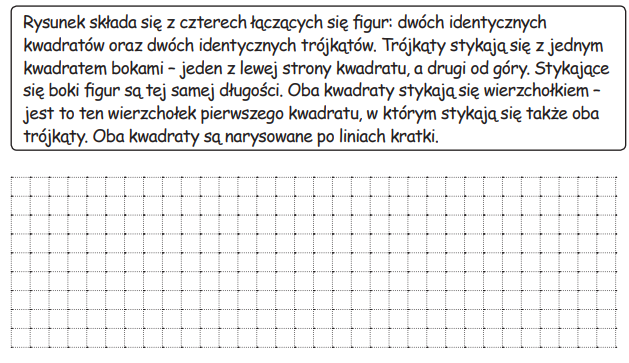 Rysunek składa się z czterech łączących się figur: dwóch identycznych
kwadratów oraz dwóch identycznych trójkątów. Trójkąty stykają się z jednym
kwadratem bokami – jeden z lewej strony kwadratu, a drugi od góry. Stykające
się boki figur są tej samej długości. Oba kwadraty stykają się wierzchołkiem –
jest to ten wierzchołek pierwszego kwadratu, w którym stykają się także oba
trójkąty. Oba kwadraty są narysowane po liniach kratki.